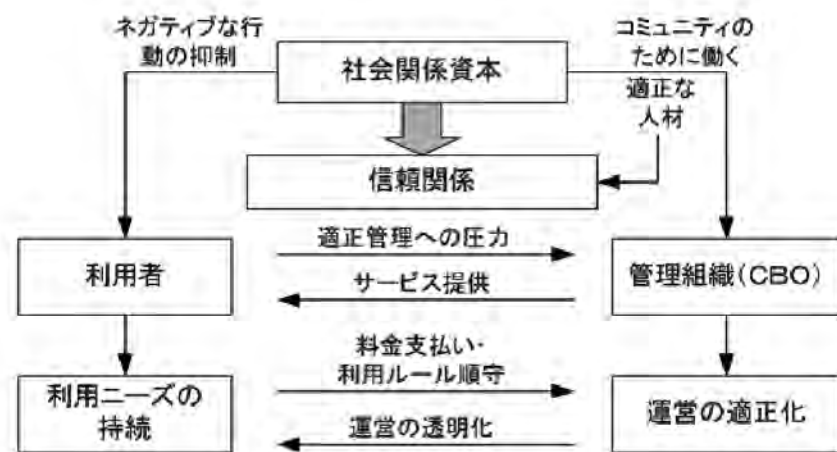 ネガティブな行
動の抑制
社会関係資本
コミュニティの
ために働く
適正な
人材
信頼関係
適正管理への圧力
利用者
サービス提供
管理組織(CBO)
料金支払い・
利用ルール順守
利用ニーズの
持続
運営の適正化
運営の透明化